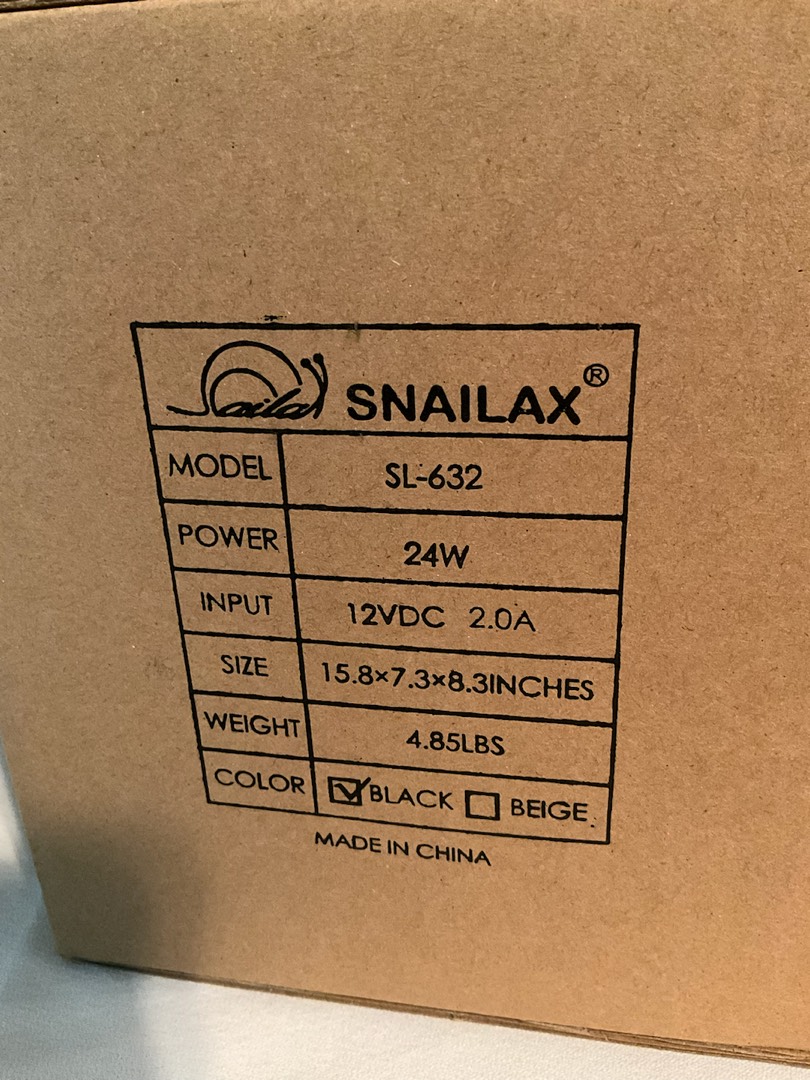 Snailax SNAILAX®
MODEL SL-632
POWER 24W
INPUT 12VDC 2.0A
SIZE 15.8×7.3×8.3INCHES
WEIGHT 4.85LBS
COLOR ☑BLACK ☐ BEIGE
MADE IN CHINA